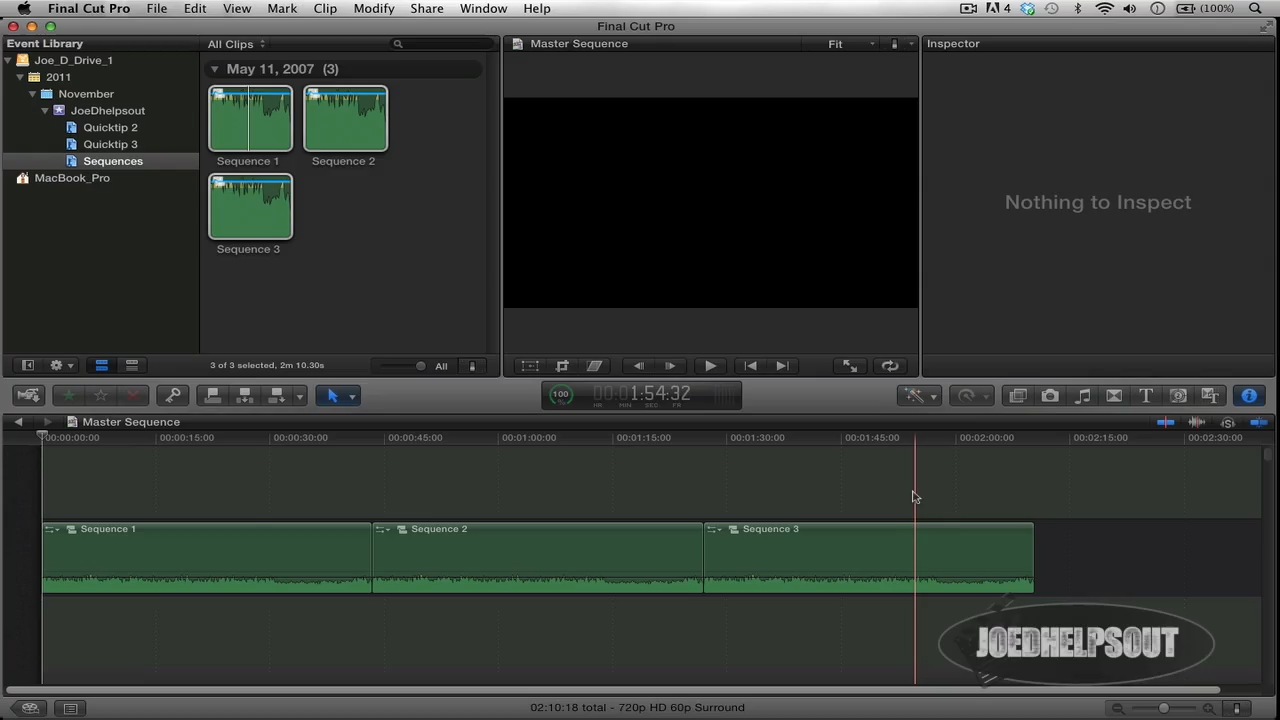 Final Cut Pro File Edit View Mark Clip Modify Share Window Help 4 (100%)
Final Cut Pro
Event Library All Clips Master Sequence Fit Inspector
Joe_D_Drive_1
2011
November
JoeDhelpsout
Quicktip 2
Quicktip 3
Sequences
MacBook_Pro
May 11, 2007 (3)
Sequence 1 Sequence 2
Sequence 3
Nothing to Inspect
3 of 3 selected, 2m 10.30s All
100 00:01:54:32
HR MIN SEC FR
T
Master Sequence
00:00:00:00 00:00:15:00 00:00:30:00 00:00:45:00 00:01:00:00 00:01:15:00 00:01:30:00 00:01:45:00 00:02:00:00 00:02:15:00 00:02:30:00
Sequence 1 Sequence 2 Sequence 3
JOEDHELPSOUT
02:10:18 total - 720p HD 60p Surround